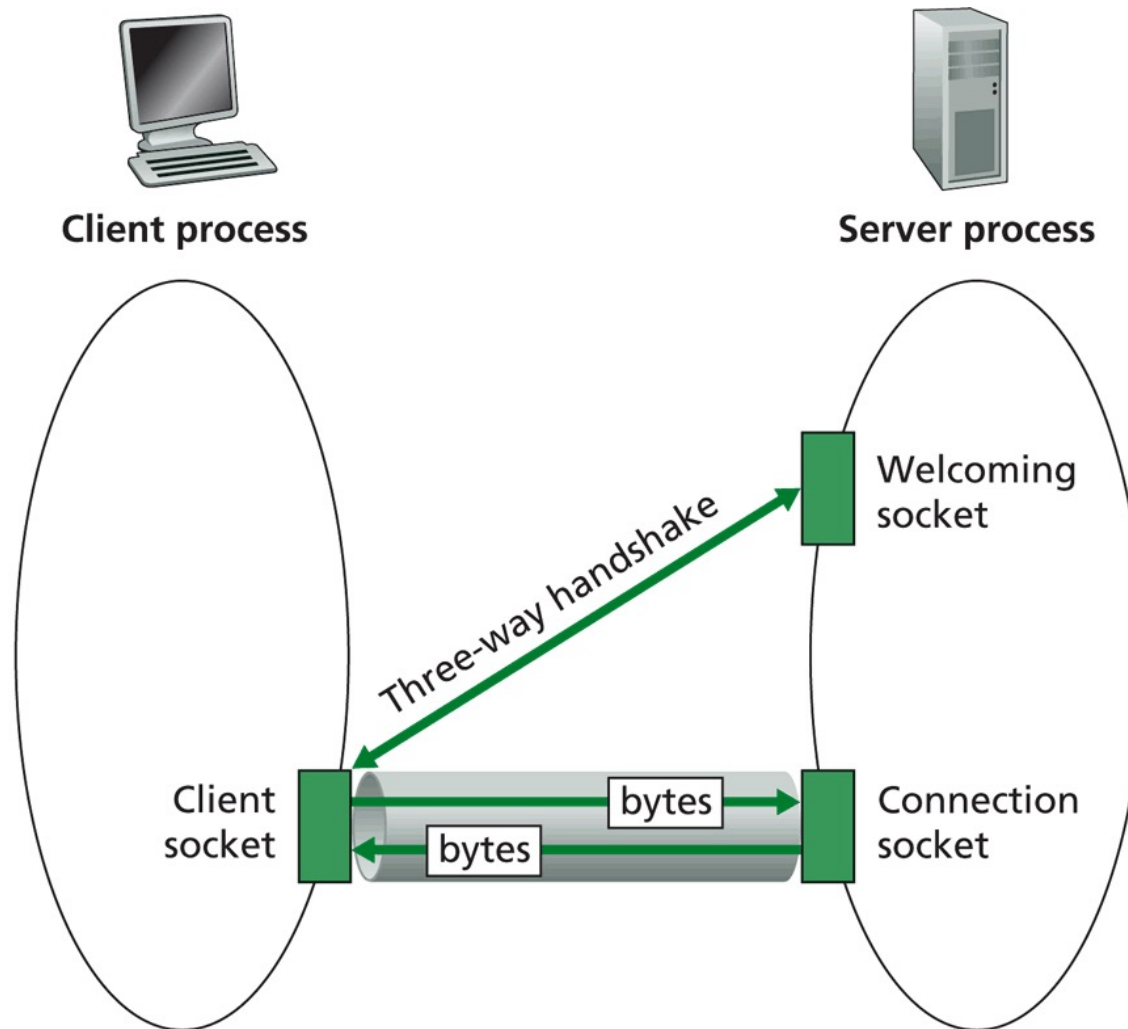 Client process
Server process
Welcoming
socket
Three-way handshake
Client
socket
bytes
bytes
Connection
socket